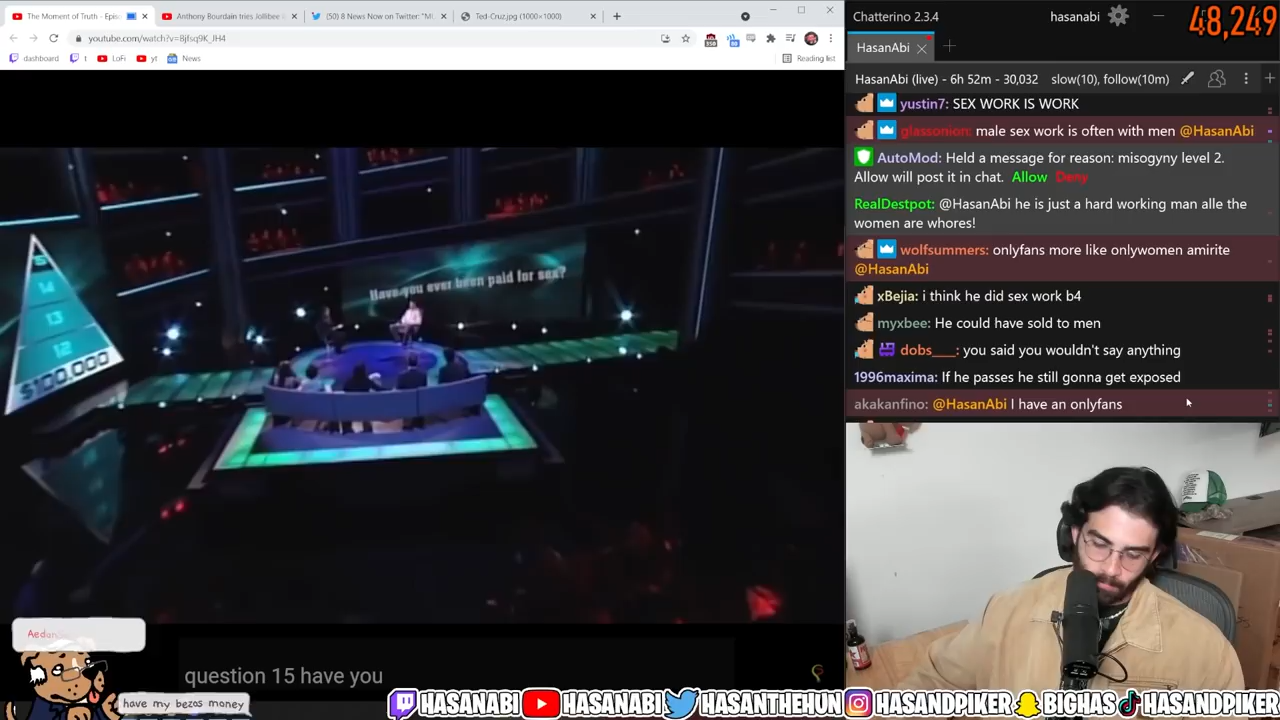 The Moment of Truth - Epis
Anthony Bourdain tries Jollibee
(50) 8 News Now on Twitter: "M
Ted-Cruz.jpg (1000×1000)
youtube.com/watch?v=8jfsq9K_JH4
dashboard
t
LoFi
yt
News
Reading list
14
13
12
$100,000
Have you ever been paid for sex?
question 15 have you
Aedan
have my bezos money
Chatterino 2.3.4
hasanabi
48,249
HasanAbi
HasanAbi (live) - 6h 52m - 30,032
slow(10), follow(10m)
yustin7: SEX WORK IS WORK
glassonion: male sex work is often with men @HasanAbi
AutoMod: Held a message for reason: misogyny level 2.
Allow will post it in chat. Allow Deny
RealDestpot: @HasanAbi he is just a hard working man alle the
women are whores!
wolfsummers: onlyfans more like onlywomen amirite
@HasanAbi
xBejia: i think he did sex work b4
myxbee: He could have sold to men
dobs____: you said you wouldn't say anything
1996maxima: If he passes he still gonna get exposed
akakanfino: @HasanAbi I have an onlyfans
HASANABI
HASANABI
HASANTHEHUN
HASANDPIKER
BIGHAS
HASANDPIKER